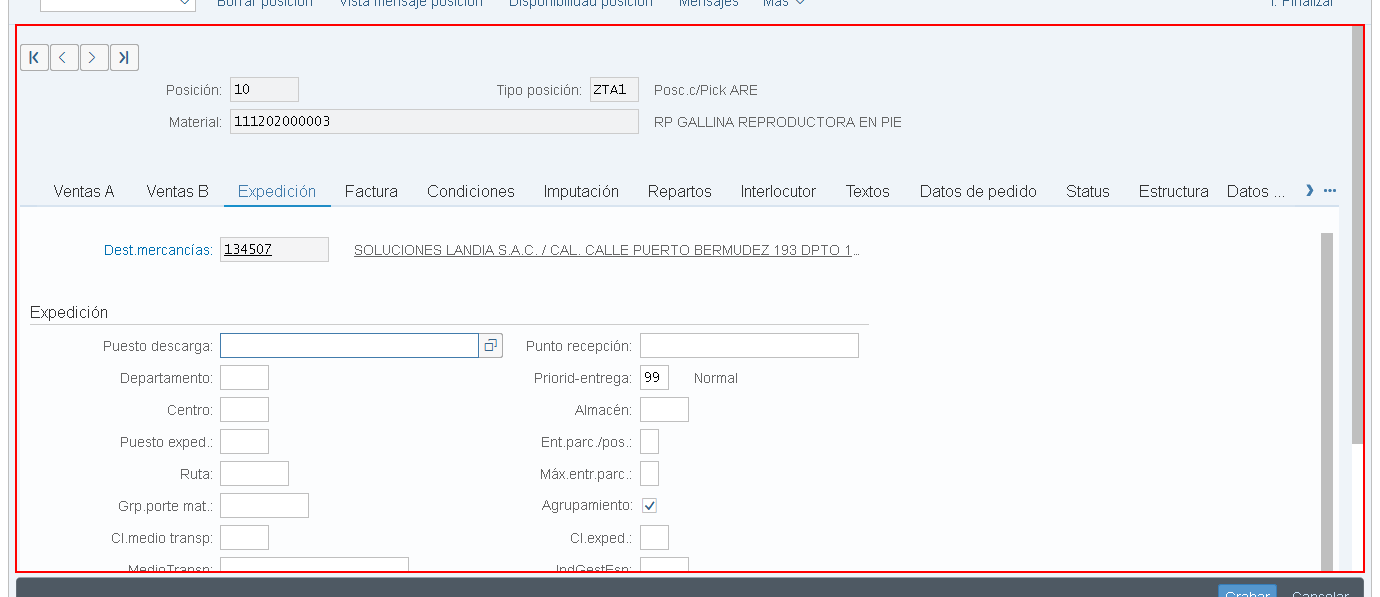 Borrar posición Vista mensaje posición Disponibilidad posición Mensajes Más Finalizar
Posición: 10 Tipo posición: ZTA1 Posc.c/Pick ARE
Material: 111202000003 RP GALLINA REPRODUCTORA EN PIE
Ventas A Ventas B Expedición Factura Condiciones Imputación Repartos Interlocutor Textos Datos de pedido Status Estructura Datos ...
Dest.mercancías: 134507 SOLUCIONES LANDIA S.A.C. / CAL. CALLE PUERTO BERMUDEZ 193 DPTO 1...
Expedición
Puesto descarga: Punto recepción:
Departamento: Priorid-entrega: 99 Normal
Centro: Almacén:
Puesto exped.: Ent.parc./pos.:
Ruta: Máx.entr.parc.:
Grp.porte mat.: Agrupamiento:
Cl.medio transp: Cl.exped.:
MedioTransp: IndGestEsp:
Grabar Cancelar